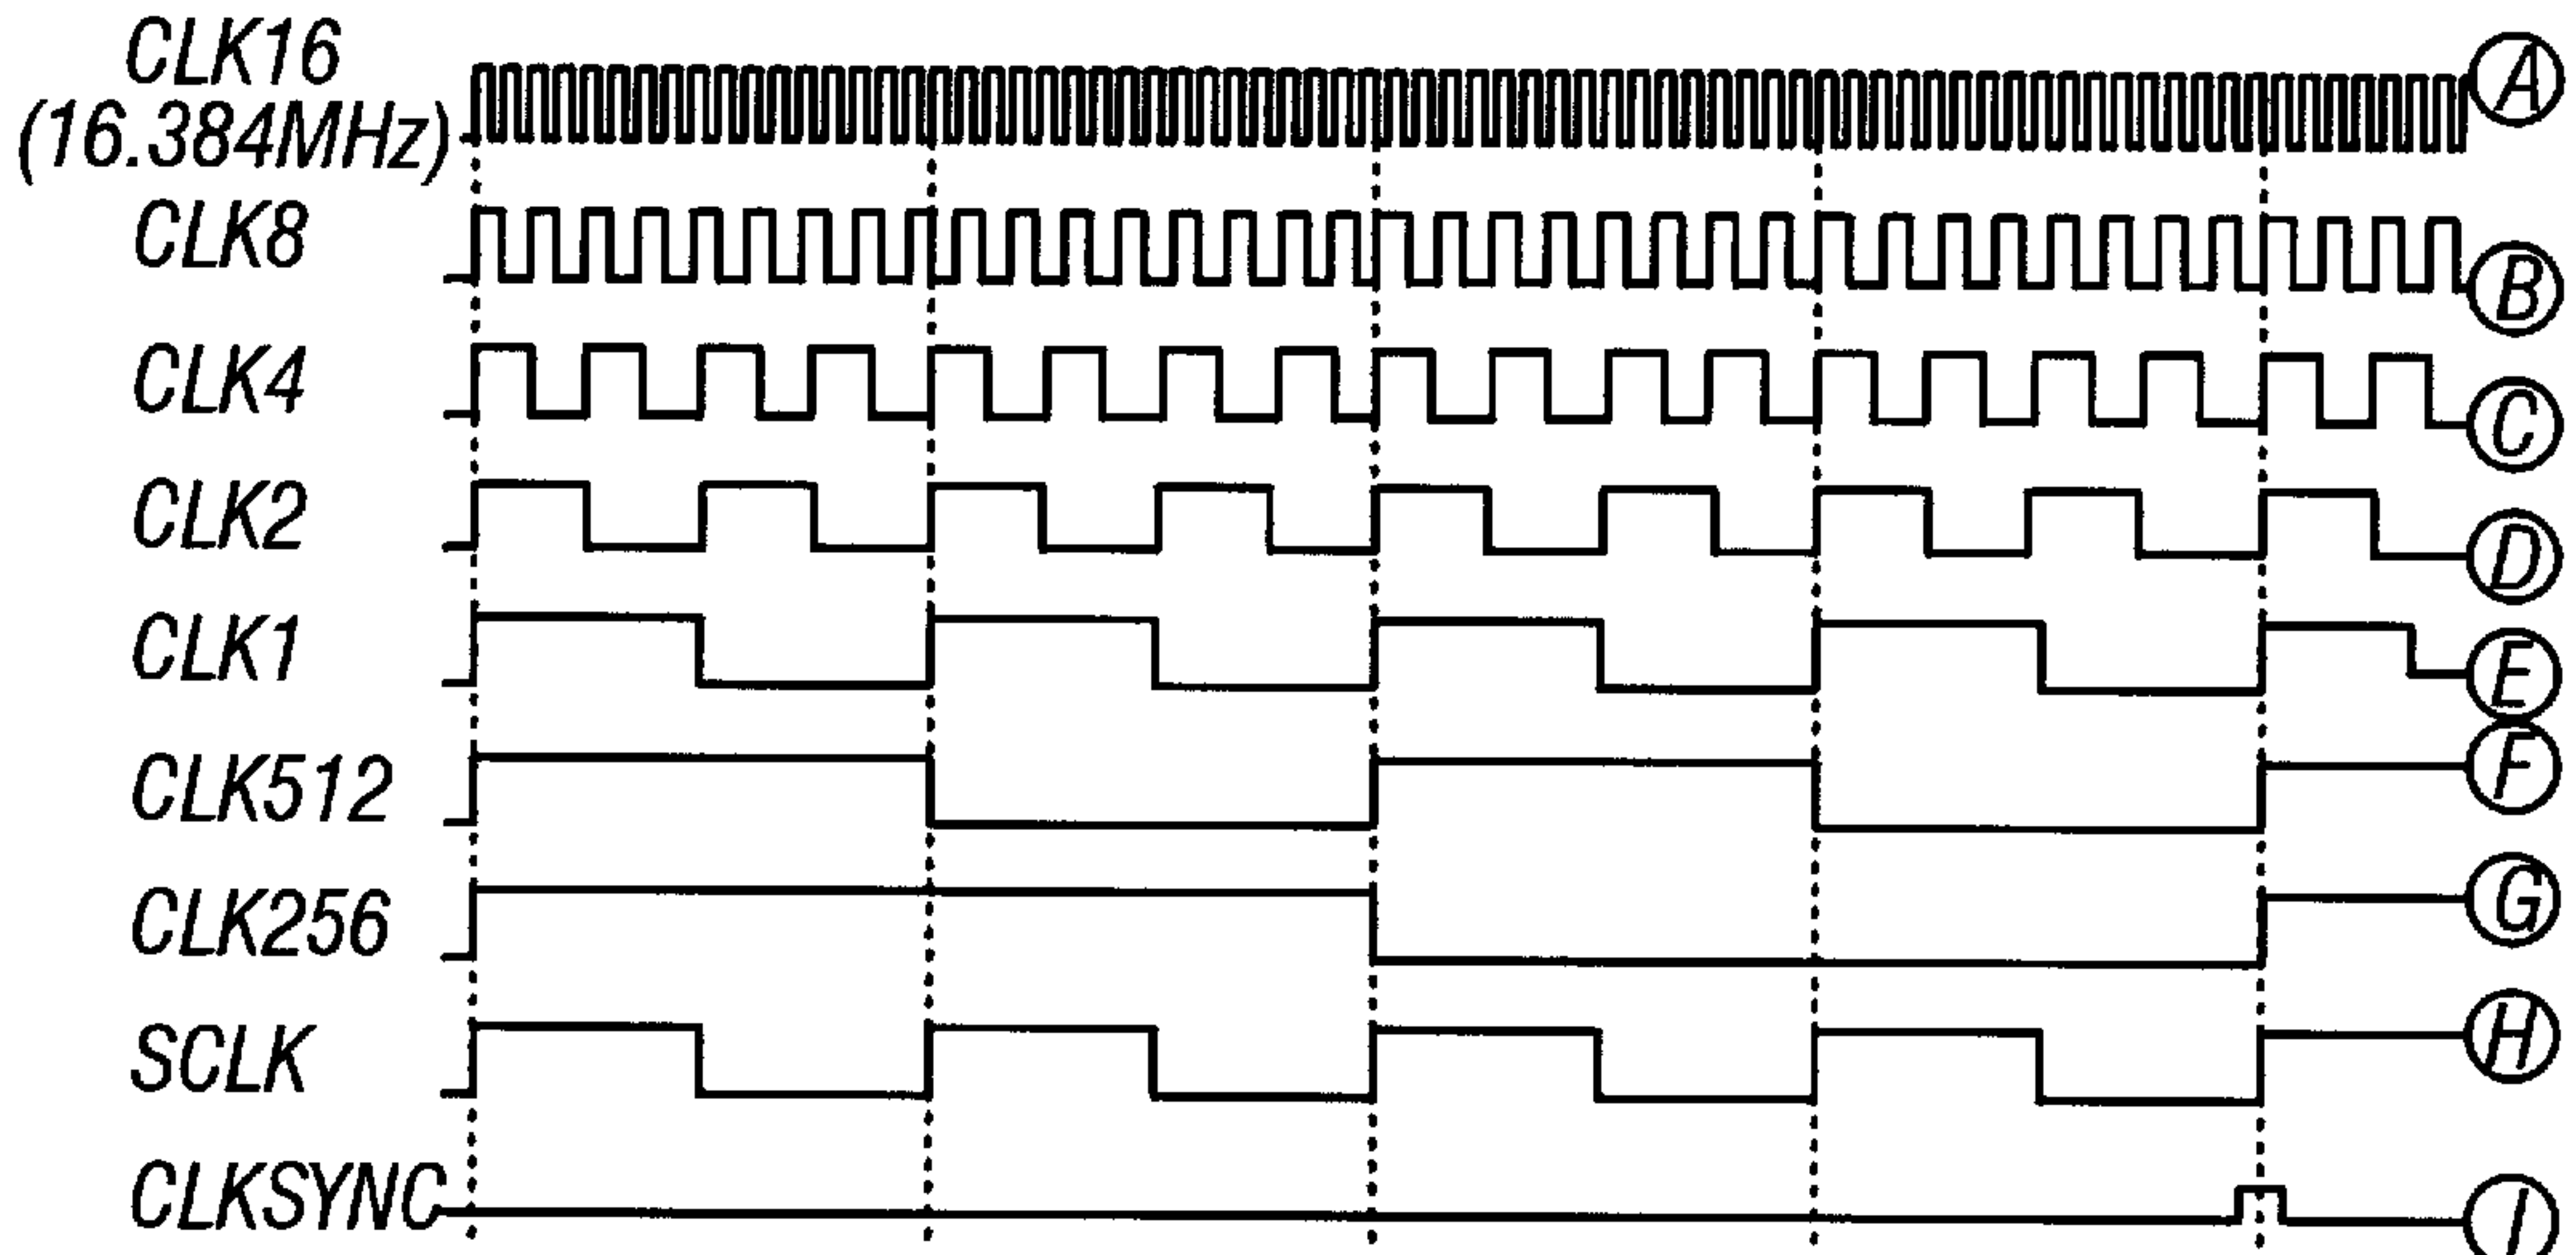 CLK16
(16.384MHz)
A
CLK8
B
CLK4
C
CLK2
D
CLK1
E
CLK512
F
CLK256
G
SCLK
H
CLKSYNC
I